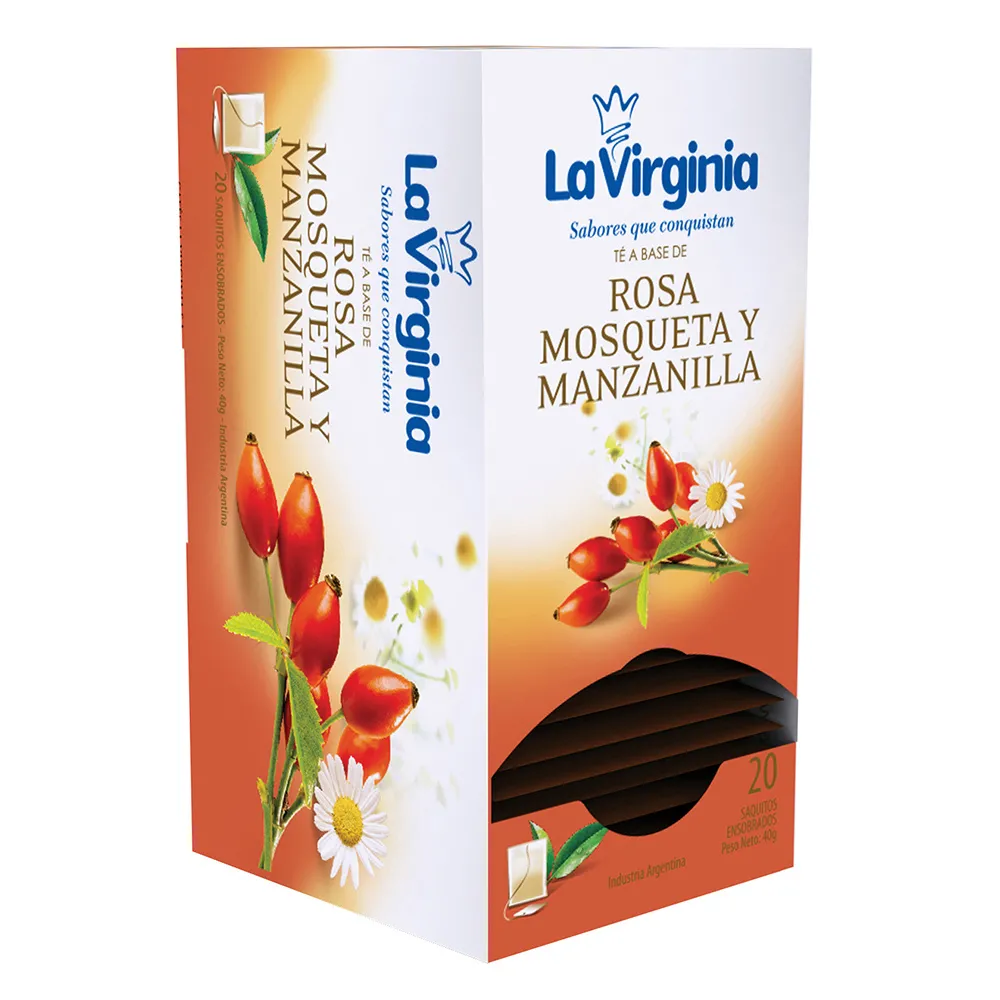 La Virginia
Sabores que conquistan
TÉ A BASE DE
ROSA
MOSQUETA Y
MANZANILLA
20
SAQUITOS
ENSOBRADOS
Peso Neto: 40g
Industria Argentina
La Virginia
Sabores que conquistan
TÉ A BASE DE
ROSA
MOSQUETA Y
MANZANILLA
20 SAQUITOS ENSOBRADOS - Peso Neto: 40g - Industria Argentina